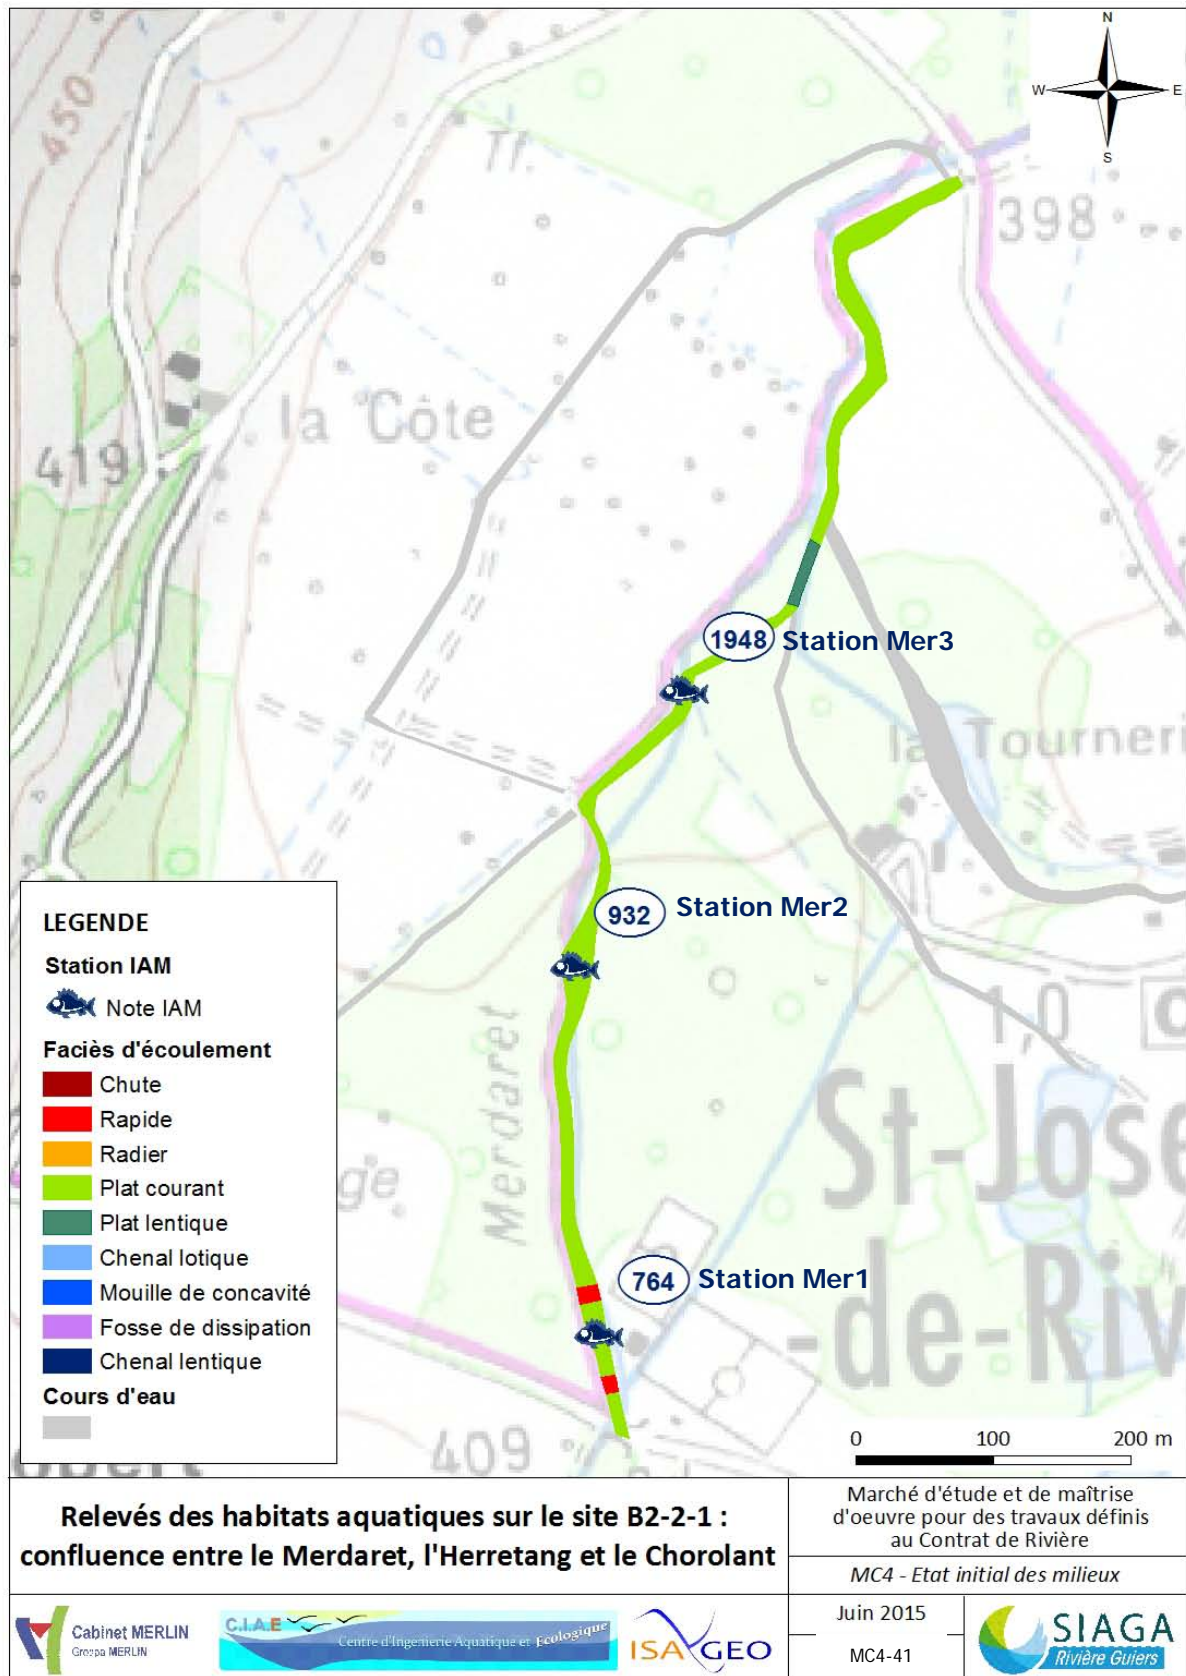 N
W
E
S
450
Tf.
398
la Côte
419
1948
Station Mer3
la Tourneri
932
Station Mer2
Merdaret
1,0
St-Jose
-de-Riv
764
Station Mer1
409
LEGENDE
Station IAM
Note IAM
Faciès d'écoulement
Chute
Rapide
Radier
Plat courant
Plat lentique
Chenal lotique
Mouille de concavité
Fosse de dissipation
Chenal lentique
Cours d'eau
0 100 200 m
Relevés des habitats aquatiques sur le site B2-2-1 :
confluence entre le Merdaret, l'Herretang et le Chorolant
Marché d'étude et de maîtrise
d'oeuvre pour des travaux définis
au Contrat de Rivière
MC4 - Etat initial des milieux
Juin 2015
MC4-41
Cabinet MERLIN
Groupe MERLIN
C.I.A.E
Centre d'Ingenierie Aquatique et Ecologique
ISA GEO
SIAGA
Rivière Guiers